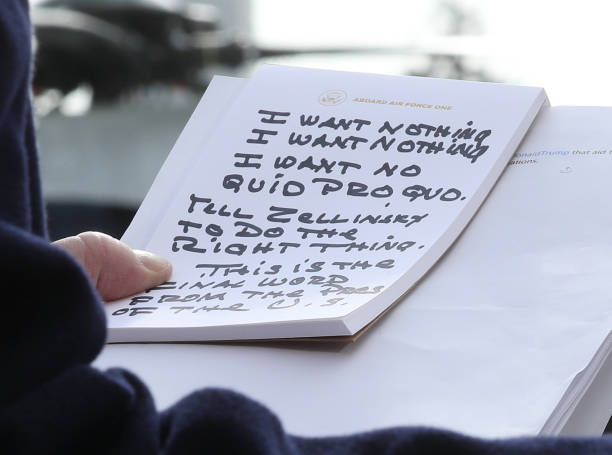 ABOARD AIR FORCE ONE
I WANT NOTHING
I WANT NOTHING
I WANT NO
QUID PRO QUO.
TELL ZELLINSKY
TO DO THE
RIGHT THING.
THIS IS THE
FINAL WORD
FROM THE PRES
OF THE U.S.
onaldTrump that aid t
ations.